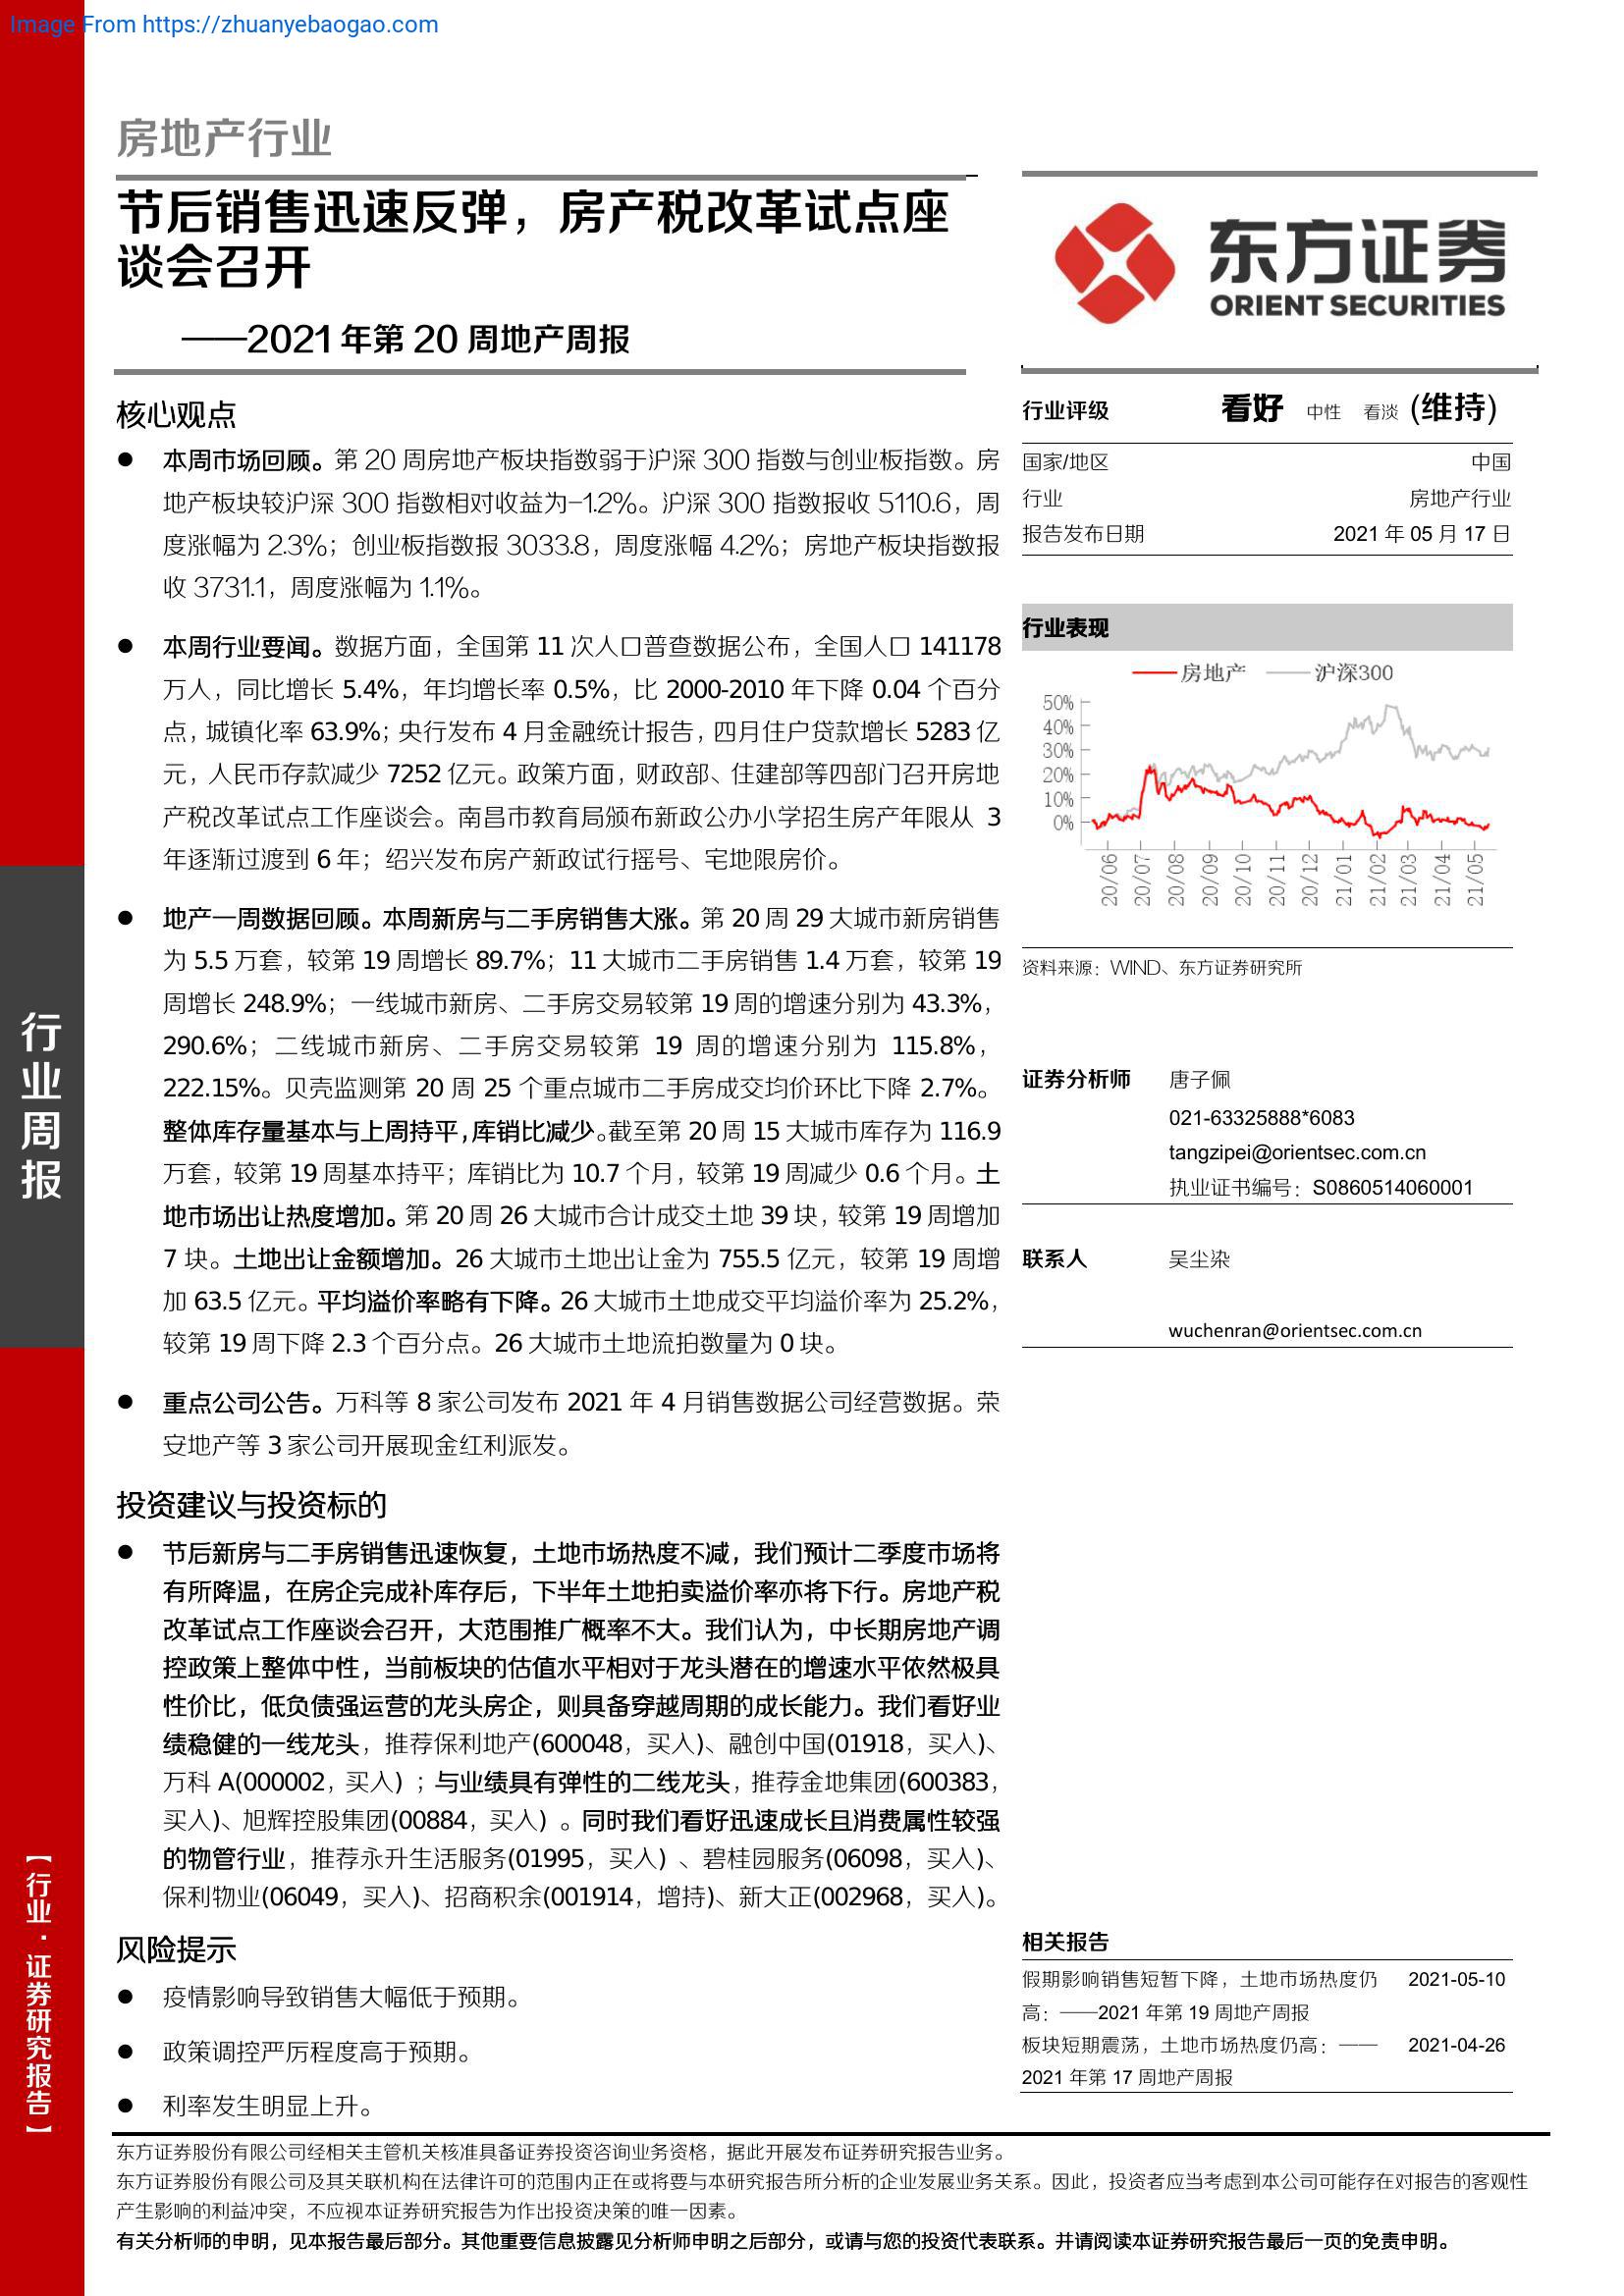 Image From https://zhuanyebaogao.com
房地产行业
节后销售迅速反弹，房产税改革试点座
谈会召开
——2021年第 20 周地产周报
东方证券
ORIENT SECURITIES
核心观点
● 本周市场回顾。第 20 周房地产板块指数弱于沪深 300 指数与创业板指数。房
地产板块较沪深 300 指数相对收益为-1.2%。沪深 300 指数报收 5110.6，周
度涨幅为 2.3%；创业板指数报 3033.8，周度涨幅 4.2%；房地产板块指数报
收 3731.1，周度涨幅为 1.1%。
● 本周行业要闻。数据方面，全国第 11 次人口普查数据公布，全国人口 141178
万人，同比增长 5.4%，年均增长率 0.5%，比 2000-2010 年下降 0.04 个百分
点，城镇化率 63.9%；央行发布 4 月金融统计报告，四月住户贷款增长 5283 亿
元，人民币存款减少 7252 亿元。政策方面，财政部、住建部等四部门召开房地
产税改革试点工作座谈会。南昌市教育局颁布新政公办小学招生房产年限从 3
年逐渐过渡到 6 年；绍兴发布房产新政试行摇号、宅地限房价。
● 地产一周数据回顾。本周新房与二手房销售大涨。第 20 周 29 大城市新房销售
为 5.5 万套，较第 19 周增长 89.7%；11 大城市二手房销售 1.4 万套，较第 19
周增长 248.9%；一线城市新房、二手房交易较第 19 周的增速分别为 43.3%，
290.6%；二线城市新房、二手房交易较第 19 周的增速分别为 115.8%，
222.15%。贝壳监测第 20 周 25 个重点城市二手房成交均价环比下降 2.7%。
整体库存量基本与上周持平，库销比减少。截至第 20 周 15 大城市库存为 116.9
万套，较第 19 周基本持平；库销比为 10.7 个月，较第 19 周减少 0.6 个月。土
地市场出让热度增加。第 20 周 26 大城市合计成交土地 39 块，较第 19 周增加
7 块。土地出让金额增加。26 大城市土地出让金为 755.5 亿元，较第 19 周增
加 63.5 亿元。平均溢价率略有下降。26 大城市土地成交平均溢价率为 25.2%，
较第 19 周下降 2.3 个百分点。26 大城市土地流拍数量为 0 块。
● 重点公司公告。万科等 8 家公司发布 2021 年 4 月销售数据公司经营数据。荣
安地产等 3 家公司开展现金红利派发。
投资建议与投资标的
● 节后新房与二手房销售迅速恢复，土地市场热度不减，我们预计二季度市场将
有所降温，在房企完成补库存后，下半年土地拍卖溢价率亦将下行。房地产税
改革试点工作座谈会召开，大范围推广概率不大。我们认为，中长期房地产调
控政策上整体中性，当前板块的估值水平相对于龙头潜在的增速水平依然极具
性价比，低负债强运营的龙头房企，则具备穿越周期的成长能力。我们看好业
绩稳健的一线龙头，推荐保利地产(600048，买入)、融创中国(01918，买入)、
万科 A(000002，买入)；与业绩具有弹性的二线龙头，推荐金地集团(600383，
买入)、旭辉控股集团(00884，买入) 。同时我们看好迅速成长且消费属性较强
的物管行业，推荐永升生活服务(01995，买入) 、碧桂园服务(06098，买入)、
保利物业(06049，买入)、招商积余(001914，增持)、新大正(002968，买入)。
风险提示
● 疫情影响导致销售大幅低于预期。
● 政策调控严厉程度高于预期。
● 利率发生明显上升。
行业评级 看好 中性 看淡 (维持)
国家/地区 中国
行业 房地产行业
报告发布日期 2021 年 05 月 17 日
行业表现
房地产 沪深300
50%
40%
30%
20%
10%
0%
20/06 20/07 20/08 20/09 20/10 20/11 20/12 21/01 21/02 21/03 21/04 21/05
资料来源：WIND、东方证券研究所
证券分析师 唐子佩
021-63325888*6083
tangzipei@orientsec.com.cn
执业证书编号：S0860514060001
联系人 吴尘染
wuchenran@orientsec.com.cn
相关报告
假期影响销售短暂下降，土地市场热度仍 2021-05-10
高：——2021 年第 19 周地产周报
板块短期震荡，土地市场热度仍高：—— 2021-04-26
2021 年第 17 周地产周报
行业周报
【行业·证券研究报告】
东方证券股份有限公司经相关主管机关核准具备证券投资咨询业务资格，据此开展发布证券研究报告业务。
东方证券股份有限公司及其关联机构在法律许可的范围内正在或将要与本研究报告所分析的企业发展业务关系。因此，投资者应当考虑到本公司可能存在对报告的客观性
产生影响的利益冲突，不应视本证券研究报告为作出投资决策的唯一因素。
有关分析师的申明，见本报告最后部分。其他重要信息披露见分析师申明之后部分，或请与您的投资代表联系。并请阅读本证券研究报告最后一页的免责申明。